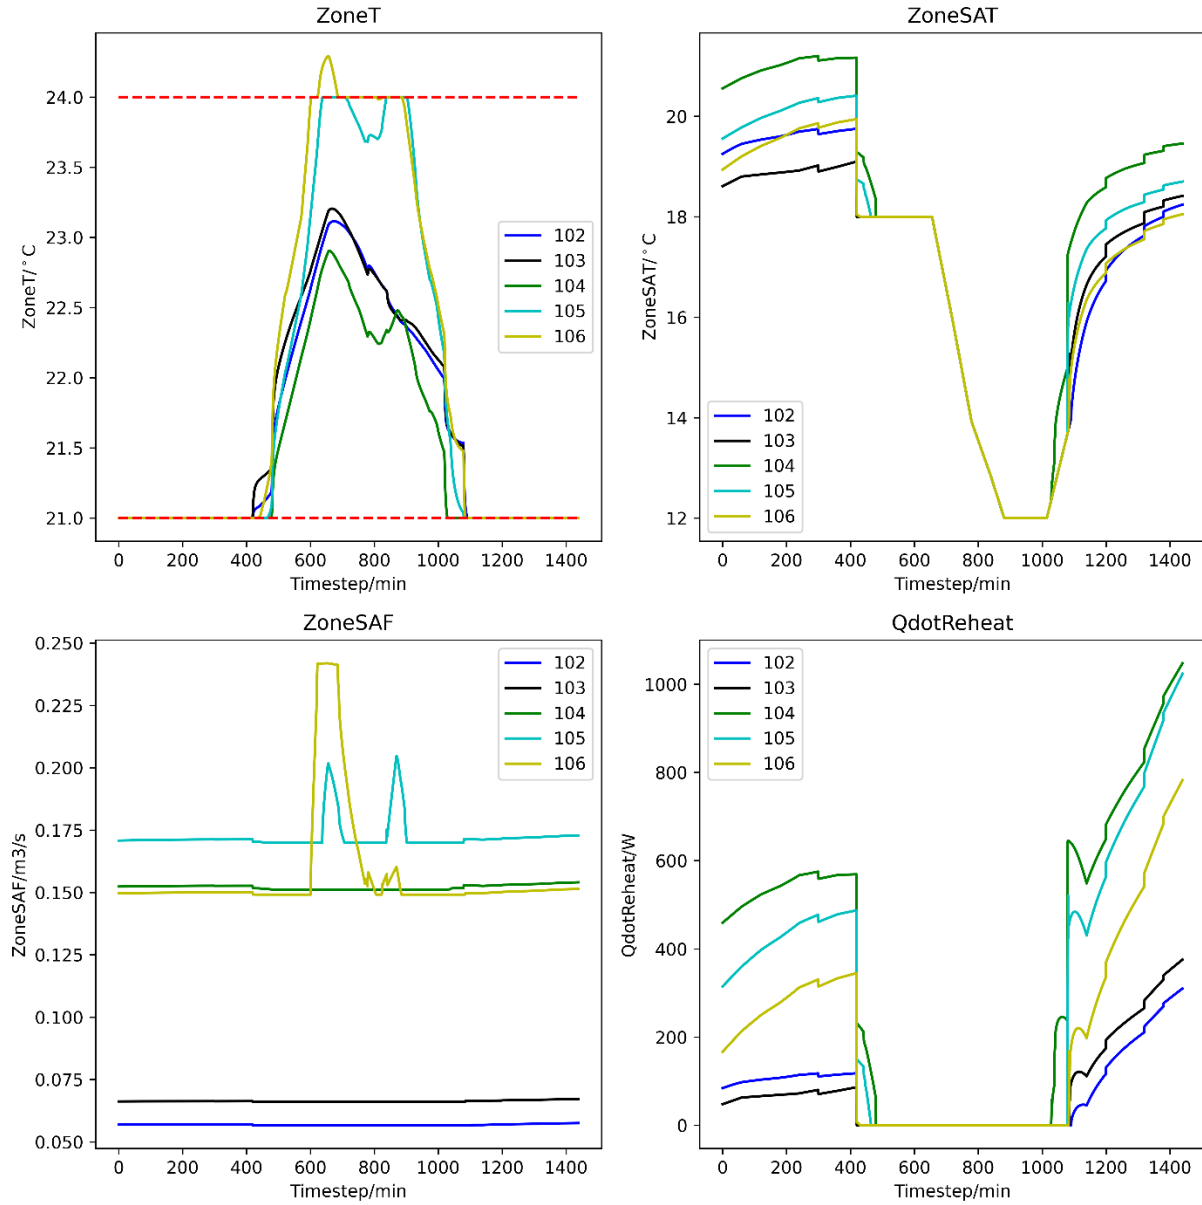 ZoneT
ZoneT/°C
24.0
23.5
23.0
22.5
22.0
21.5
21.0
102
103
104
105
106
0 200 400 600 800 1000 1200 1400
Timestep/min
ZoneSAT
ZoneSAT/°C
20
18
16
14
12
102
103
104
105
106
0 200 400 600 800 1000 1200 1400
Timestep/min
ZoneSAF
ZoneSAF/m3/s
0.250
0.225
0.200
0.175
0.150
0.125
0.100
0.075
0.050
102
103
104
105
106
0 200 400 600 800 1000 1200 1400
Timestep/min
QdotReheat
QdotReheat/W
1000
800
600
400
200
0
102
103
104
105
106
0 200 400 600 800 1000 1200 1400
Timestep/min